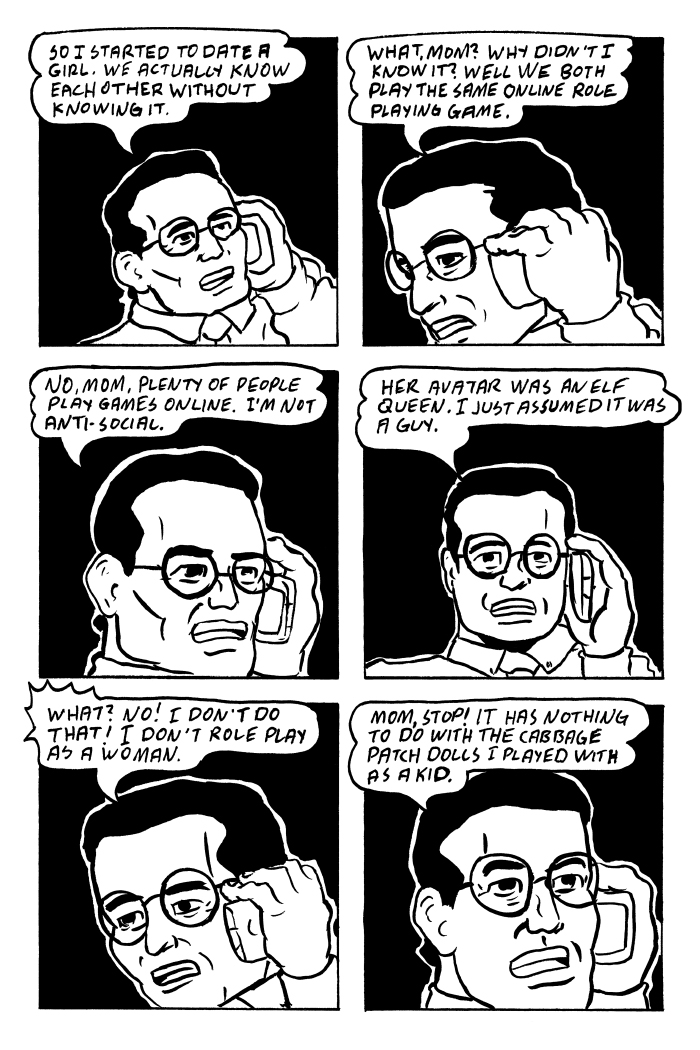 SO I STARTED TO DATE A
GIRL. WE ACTUALLY KNOW
EACH OTHER WITHOUT
KNOWING IT.
WHAT, MOM? WHY DIDN'T I
KNOW IT? WELL WE BOTH
PLAY THE SAME ONLINE ROLE
PLAYING GAME.
NO, MOM, PLENTY OF PEOPLE
PLAY GAMES ONLINE. I'M NOT
ANTI-SOCIAL.
HER AVATAR WAS AN ELF
QUEEN. I JUST ASSUMED IT WAS
A GUY.
WHAT? NO! I DON'T DO
THAT! I DON'T ROLE PLAY
AS A WOMAN.
MOM, STOP! IT HAS NOTHING
TO DO WITH THE CABBAGE
PATCH DOLLS I PLAYED WITH
AS A KID.